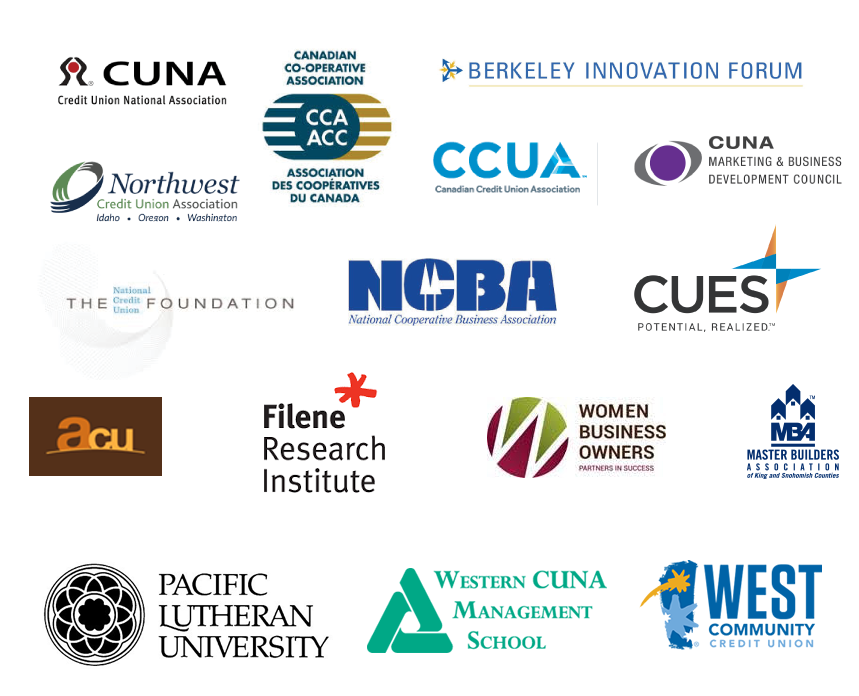 CUNA
Credit Union National Association
CANADIAN
CO-OPERATIVE
ASSOCIATION
CCA
ACC
ASSOCIATION
DES COOPÉRATIVES
DU CANADA
BERKELEY INNOVATION FORUM
Northwest
Credit Union Association
Idaho • Oregon • Washington
CCUA
Canadian Credit Union Association
CUNA
MARKETING & BUSINESS
DEVELOPMENT COUNCIL
THE National Credit Union FOUNDATION
NCBA
National Cooperative Business Association
CUES
POTENTIAL, REALIZED.™
acu
Filene
Research
Institute
WOMEN
BUSINESS
OWNERS
PARTNERS IN SUCCESS
MBA™
MASTER BUILDERS
ASSOCIATION
of King and Snohomish Counties
PACIFIC
LUTHERAN
UNIVERSITY
WESTERN CUNA
MANAGEMENT
SCHOOL
WEST
COMMUNITY
CREDIT UNION